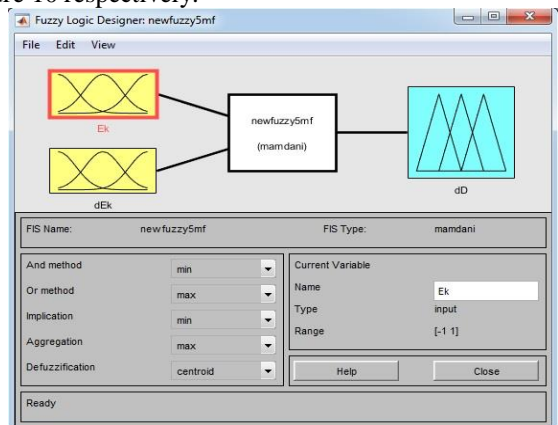 ure 16 respectively.
Fuzzy Logic Designer: newfuzzy5mf
File Edit View
Ek
dEk
newfuzzy5mf
(mamdani)
dD
FIS Name: newfuzzy5mf FIS Type: mamdani
And method min
Or method max
Implication min
Aggregation max
Defuzzification centroid
Current Variable
Name Ek
Type input
Range [-1 1]
Help Close
Ready